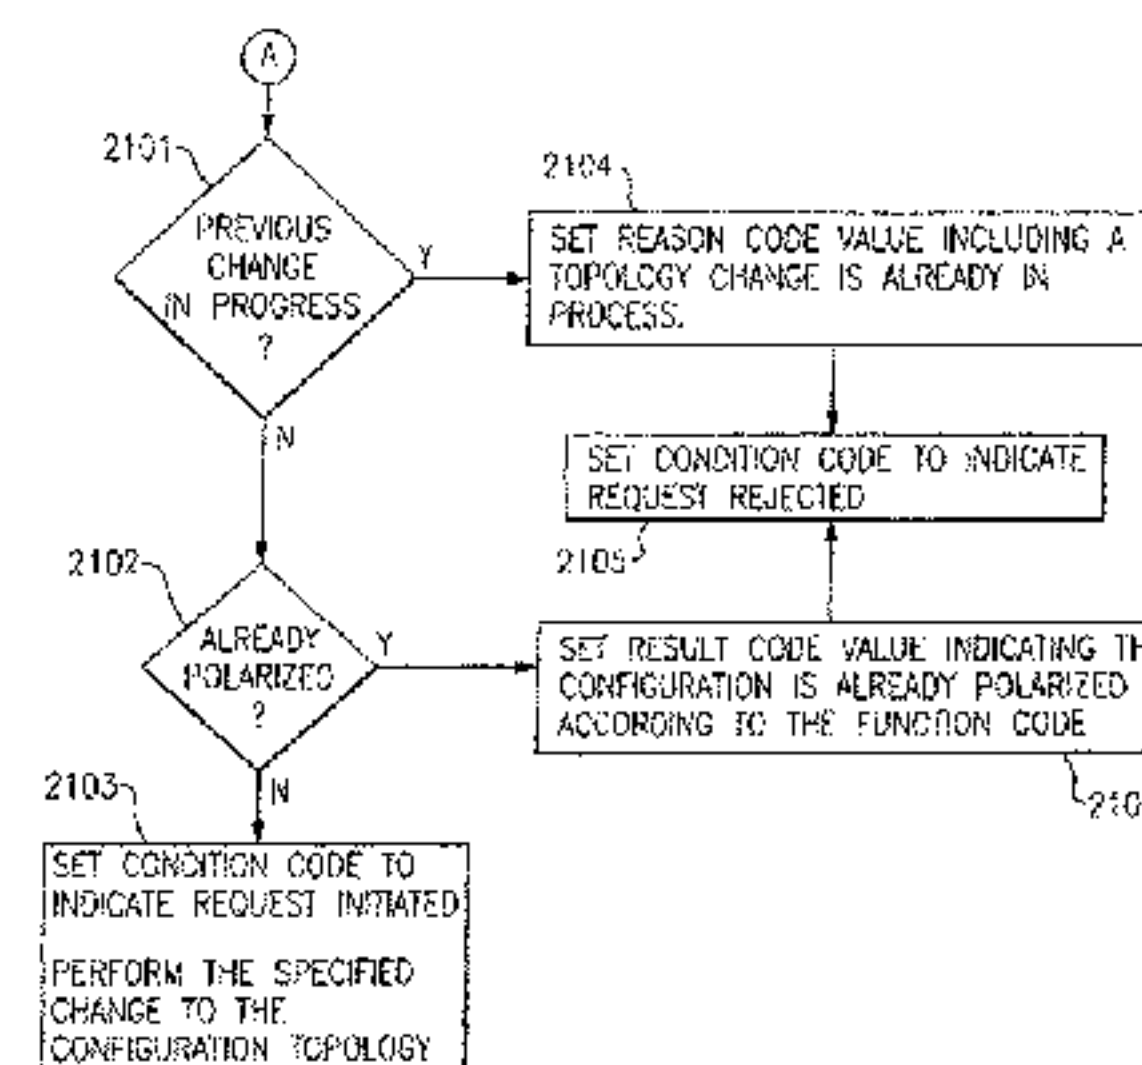 A
2101
PREVIOUS
CHANGE
IN PROGRESS
?
Y
2104
SET REASON CODE VALUE INCLUDING A
TOPOLOGY CHANGE IS ALREADY IN
PROCESS.
N
SET CONDITION CODE TO INDICATE
REQUEST REJECTED
2105
2102
ALREADY
POLARIZED
?
Y
SET RESULT CODE VALUE INDICATING TH
CONFIGURATION IS ALREADY POLARIZED
ACCORDING TO THE FUNCTION CODE
210
N
2103
SET CONDITION CODE TO
INDICATE REQUEST INITIATED
PERFORM THE SPECIFIED
CHANGE TO THE
CONFIGURATION TOPOLOGY